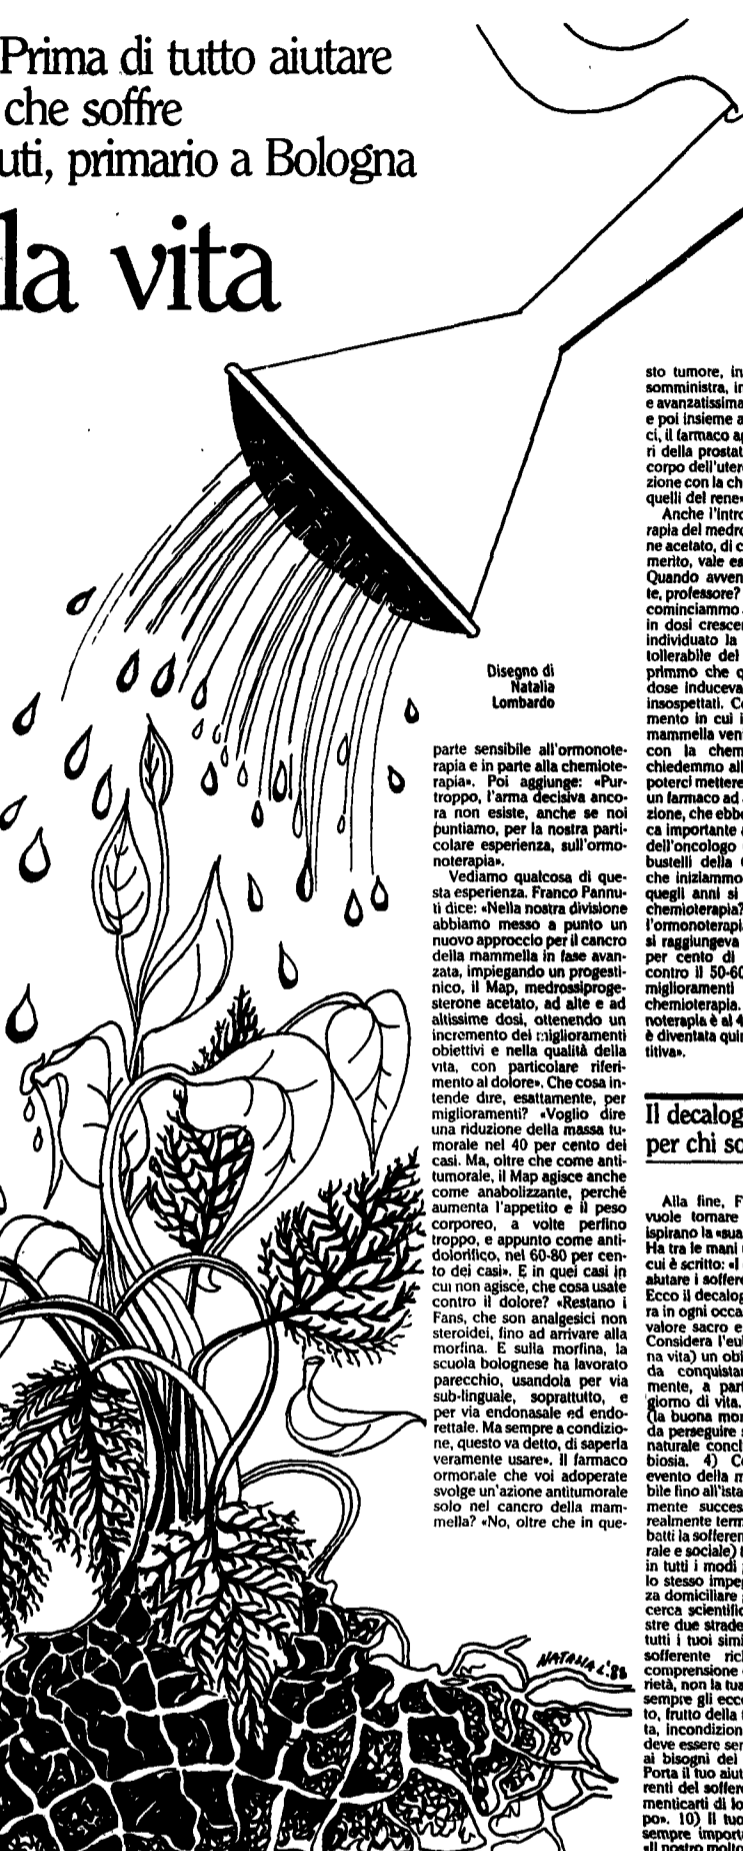 Prima di tutto aiutare
che soffre
uti, primario a Bologna
la vita
Disegno di
Natalia
Lombardo
parte sensibile all'ormonote-
rapia e in parte alla chemiote-
rapia». Poi aggiunge: «Pur-
troppo, l'arma decisiva anco-
ra non esiste, anche se noi
puntiamo, per la nostra parti-
colare esperienza, sull'ormo-
noterapia».
Vediamo qualcosa di que-
sta esperienza. Franco Pannu-
ti dice: «Nella nostra divisione
abbiamo messo a punto un
nuovo approccio per il cancro
della mammella in fase avan-
zata, impiegando un progesti-
nico, il Map, medrossiproge-
sterone acetato, ad alte e ad
altissime dosi, ottenendo un
incremento dei miglioramenti
obiettivi e nella qualità della
vita, con particolare riferi-
mento al dolore». Che cosa in-
tende dire, esattamente, per
miglioramenti? «Voglio dire
una riduzione della massa tu-
morale nel 40 per cento dei
casi. Ma, oltre che come anti-
tumorale, il Map agisce anche
come anabolizzante, perché
aumenta l'appetito e il peso
corporeo, a volte perfino
troppo, e appunto come anti-
dolorifico, nel 60-80 per cen-
to dei casi». E in quei casi in
cui non agisce, che cosa usate
contro il dolore? «Restano i
Fans, che son analgesici non
steroidei, fino ad arrivare alla
morfina. E sulla morfina, la
scuola bolognese ha lavorato
parecchio, usandola per via
sub-linguale, soprattutto, e
per via endonasale ed endo-
rettale. Ma sempre a condizio-
ne, questo va detto, di saperla
veramente usare». Il farmaco
ormonale che voi adoperate
svolge un'azione antitumorale
solo nel cancro della mam-
mella? «No, oltre che in que-
sto tumore, in
somministra, in
e avanzatissima
e poi insieme a
ci, il farmaco a
ri della prostat
corpo dell'uter
zione con la ch
quelli del rene»
Anche l'intro
rapia del medro
ne acetato, di c
merito, vale es
Quando avven
te, professore?
cominciammo
in dosi crescer
individuato la
tollerabile del
primmo che q
dose induceva
insospettati. Co
mento in cui i
mammella ven
con la chem
chiedemmo all
poterci mettere
un farmaco ad
zione, che ebbe
ca importante
dell'oncologo
bustelli della
che iniziammo
quegli anni si
chemioterapia?
l'ormonoterapi
si raggiungeva
per cento di
contro il 50-60
miglioramenti
chemioterapia.
noterapia è al 4
è diventata quin
titiva».
Il decalog
per chi so
Alla fine, F
vuole tornare
ispirano la «sua
Ha tra le mani
cui è scritto: «I
aiutare i soffere
Ecco il decalog
ra in ogni occa
valore sacro e
Considera l'eu
na vita) un obi
da conquistar
mente, a part
giorno di vita.
(la buona mor
da perseguire
naturale concl
biosia. 4) Co
evento della m
bile fino all'ista
mente succes
realmente term
batti la sofferen
rale e sociale)
in tutti i modi
lo stesso impe
za domiciliare
cerca scientific
stre due strade
tutti i tuoi simi
sofferente rich
comprensione
rietà, non la tua
sempre gli ecce
to, frutto della
ta, incondizion
deve essere ser
ai bisogni del
Porta il tuo aiut
renti del soffere
menticarti di lo
po». 10) Il tuo
sempre importa
«Il nostro molto
NATALIA L.'88